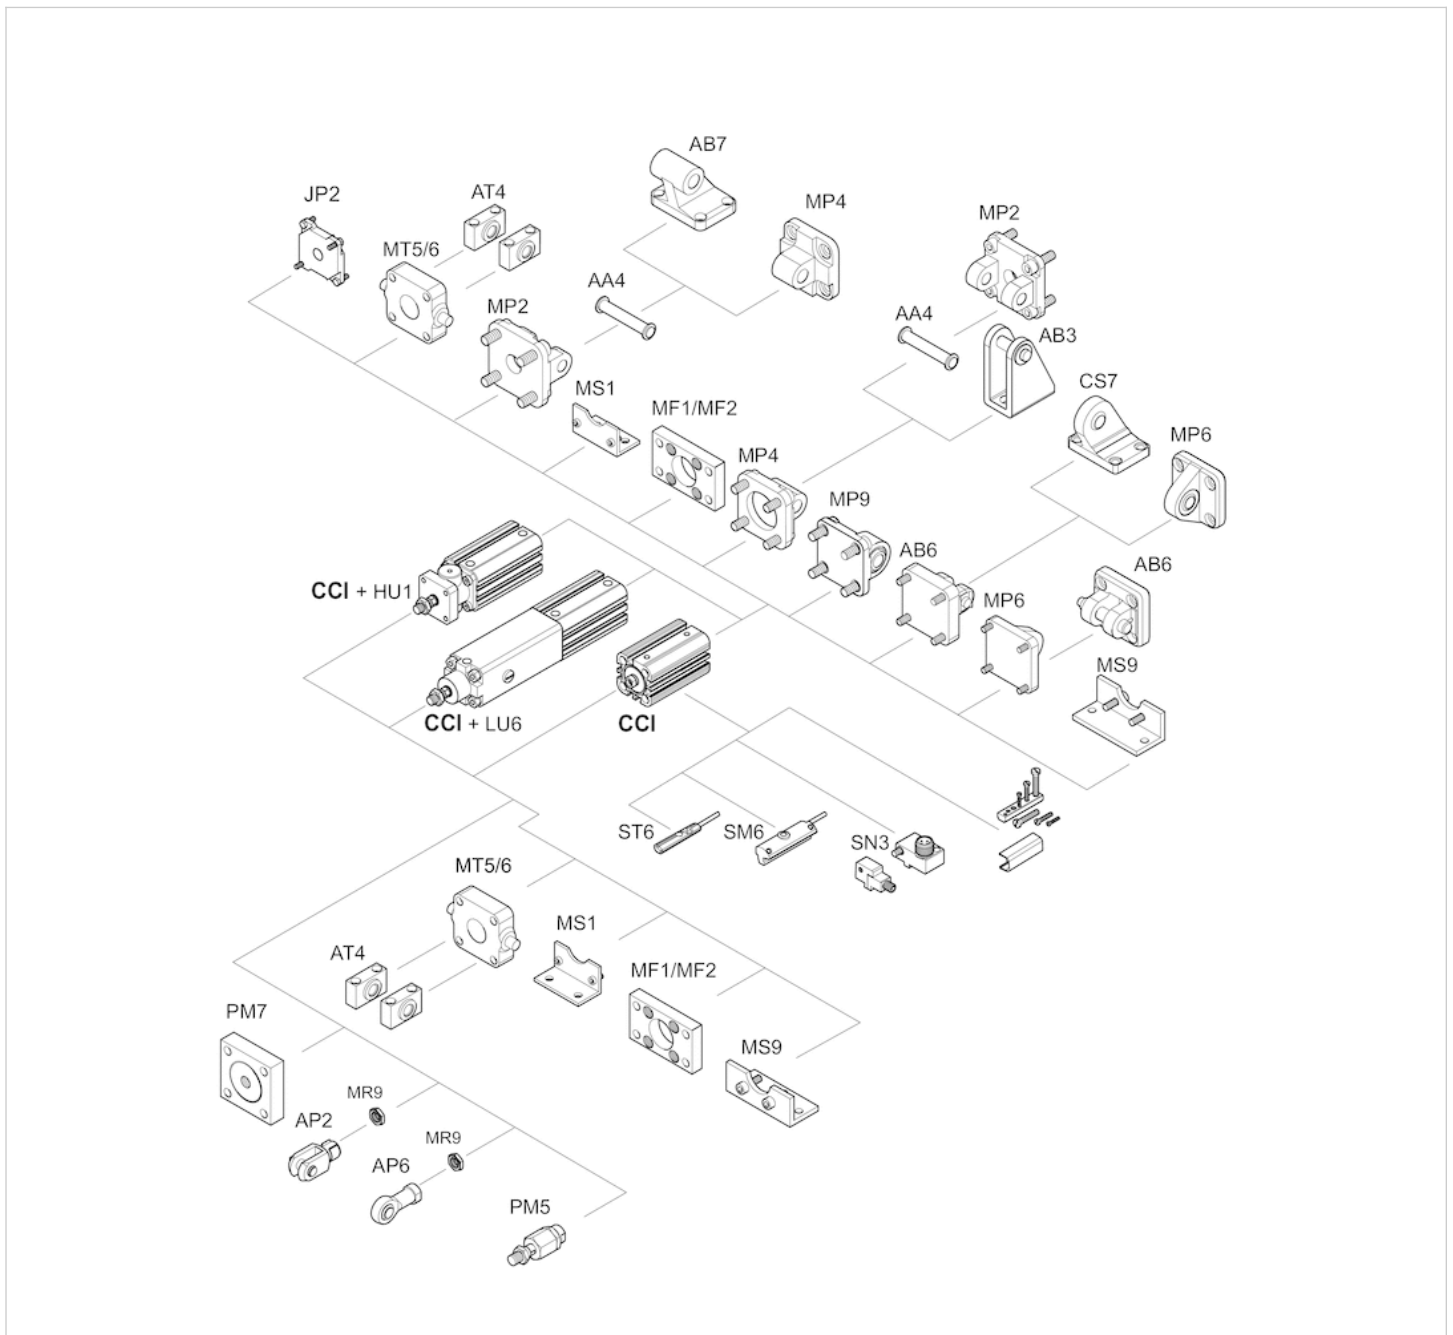 AB7
JP2
AT4
MP4
MP2
MT5/6
AA4
MP2
AA4
AB3
MS1
CS7
MF1/MF2
MP6
MP4
MP9
AB6
AB6
CCI + HU1
MP6
MS9
CCI + LU6
CCI
ST6
SM6
SN3
MT5/6
MS1
AT4
MF1/MF2
PM7
MS9
MR9
AP2
MR9
AP6
PM5